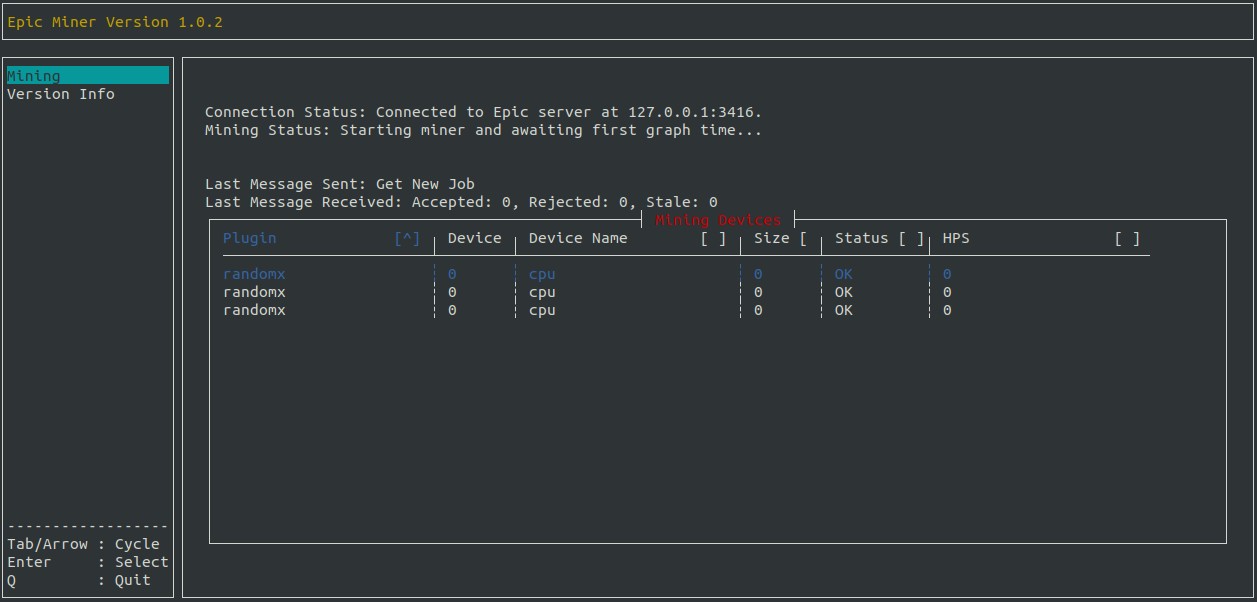 Epic Miner Version 1.0.2
Mining
Version Info
Connection Status: Connected to Epic server at 127.0.0.1:3416.
Mining Status: Starting miner and awaiting first graph time...
Last Message Sent: Get New Job
Last Message Received: Accepted: 0, Rejected: 0, Stale: 0
Mining Devices
Plugin [^] Device Device Name [ ] Size [ Status [ ] HPS [ ]
randomx 0 cpu 0 OK 0
randomx 0 cpu 0 OK 0
randomx 0 cpu 0 OK 0
------------------
Tab/Arrow : Cycle
Enter : Select
Q : Quit